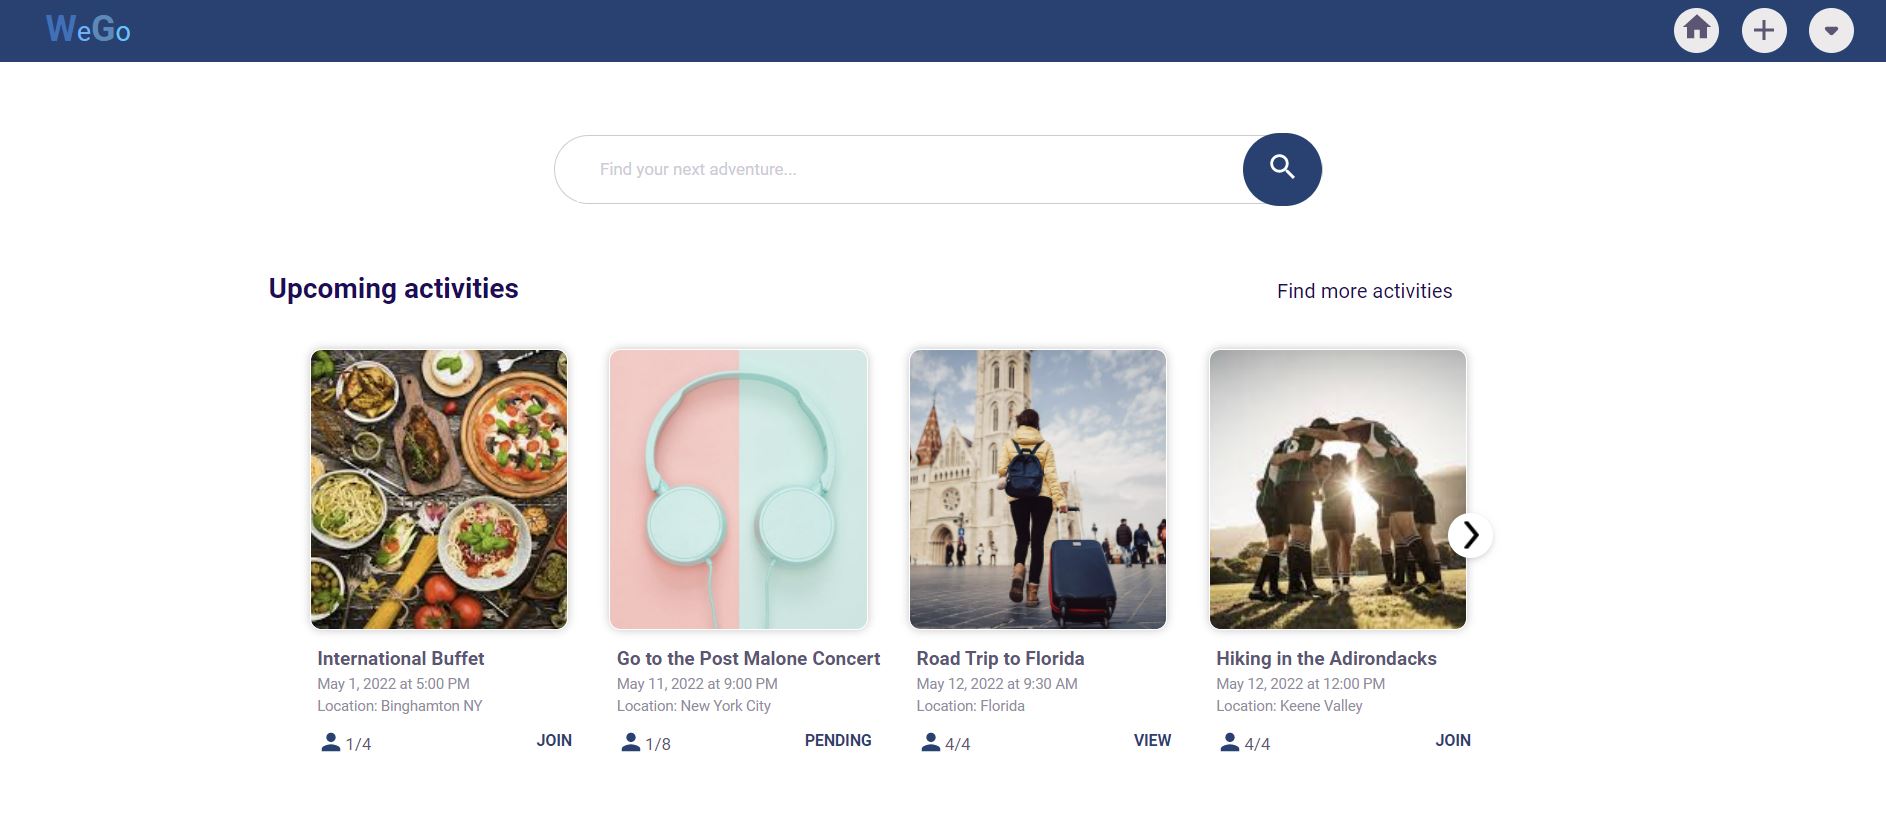 WeGo
Find your next adventure...
Upcoming activities
Find more activities
International Buffet
May 1, 2022 at 5:00 PM
Location: Binghamton NY
1/4
JOIN
Go to the Post Malone Concert
May 11, 2022 at 9:00 PM
Location: New York City
1/8
PENDING
Road Trip to Florida
May 12, 2022 at 9:30 AM
Location: Florida
4/4
VIEW
Hiking in the Adirondacks
May 12, 2022 at 12:00 PM
Location: Keene Valley
4/4
JOIN